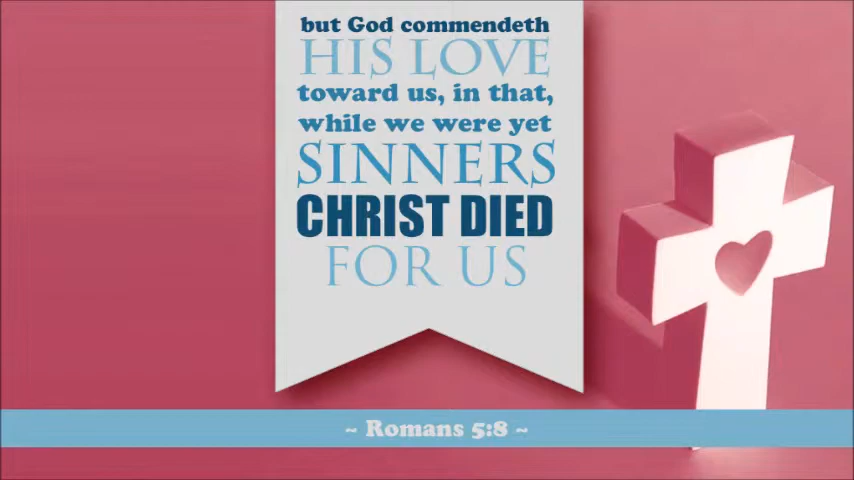 but God commendeth
HIS LOVE
toward us, in that,
while we were yet
SINNERS
CHRIST DIED
FOR US
~ Romans 5:8 ~